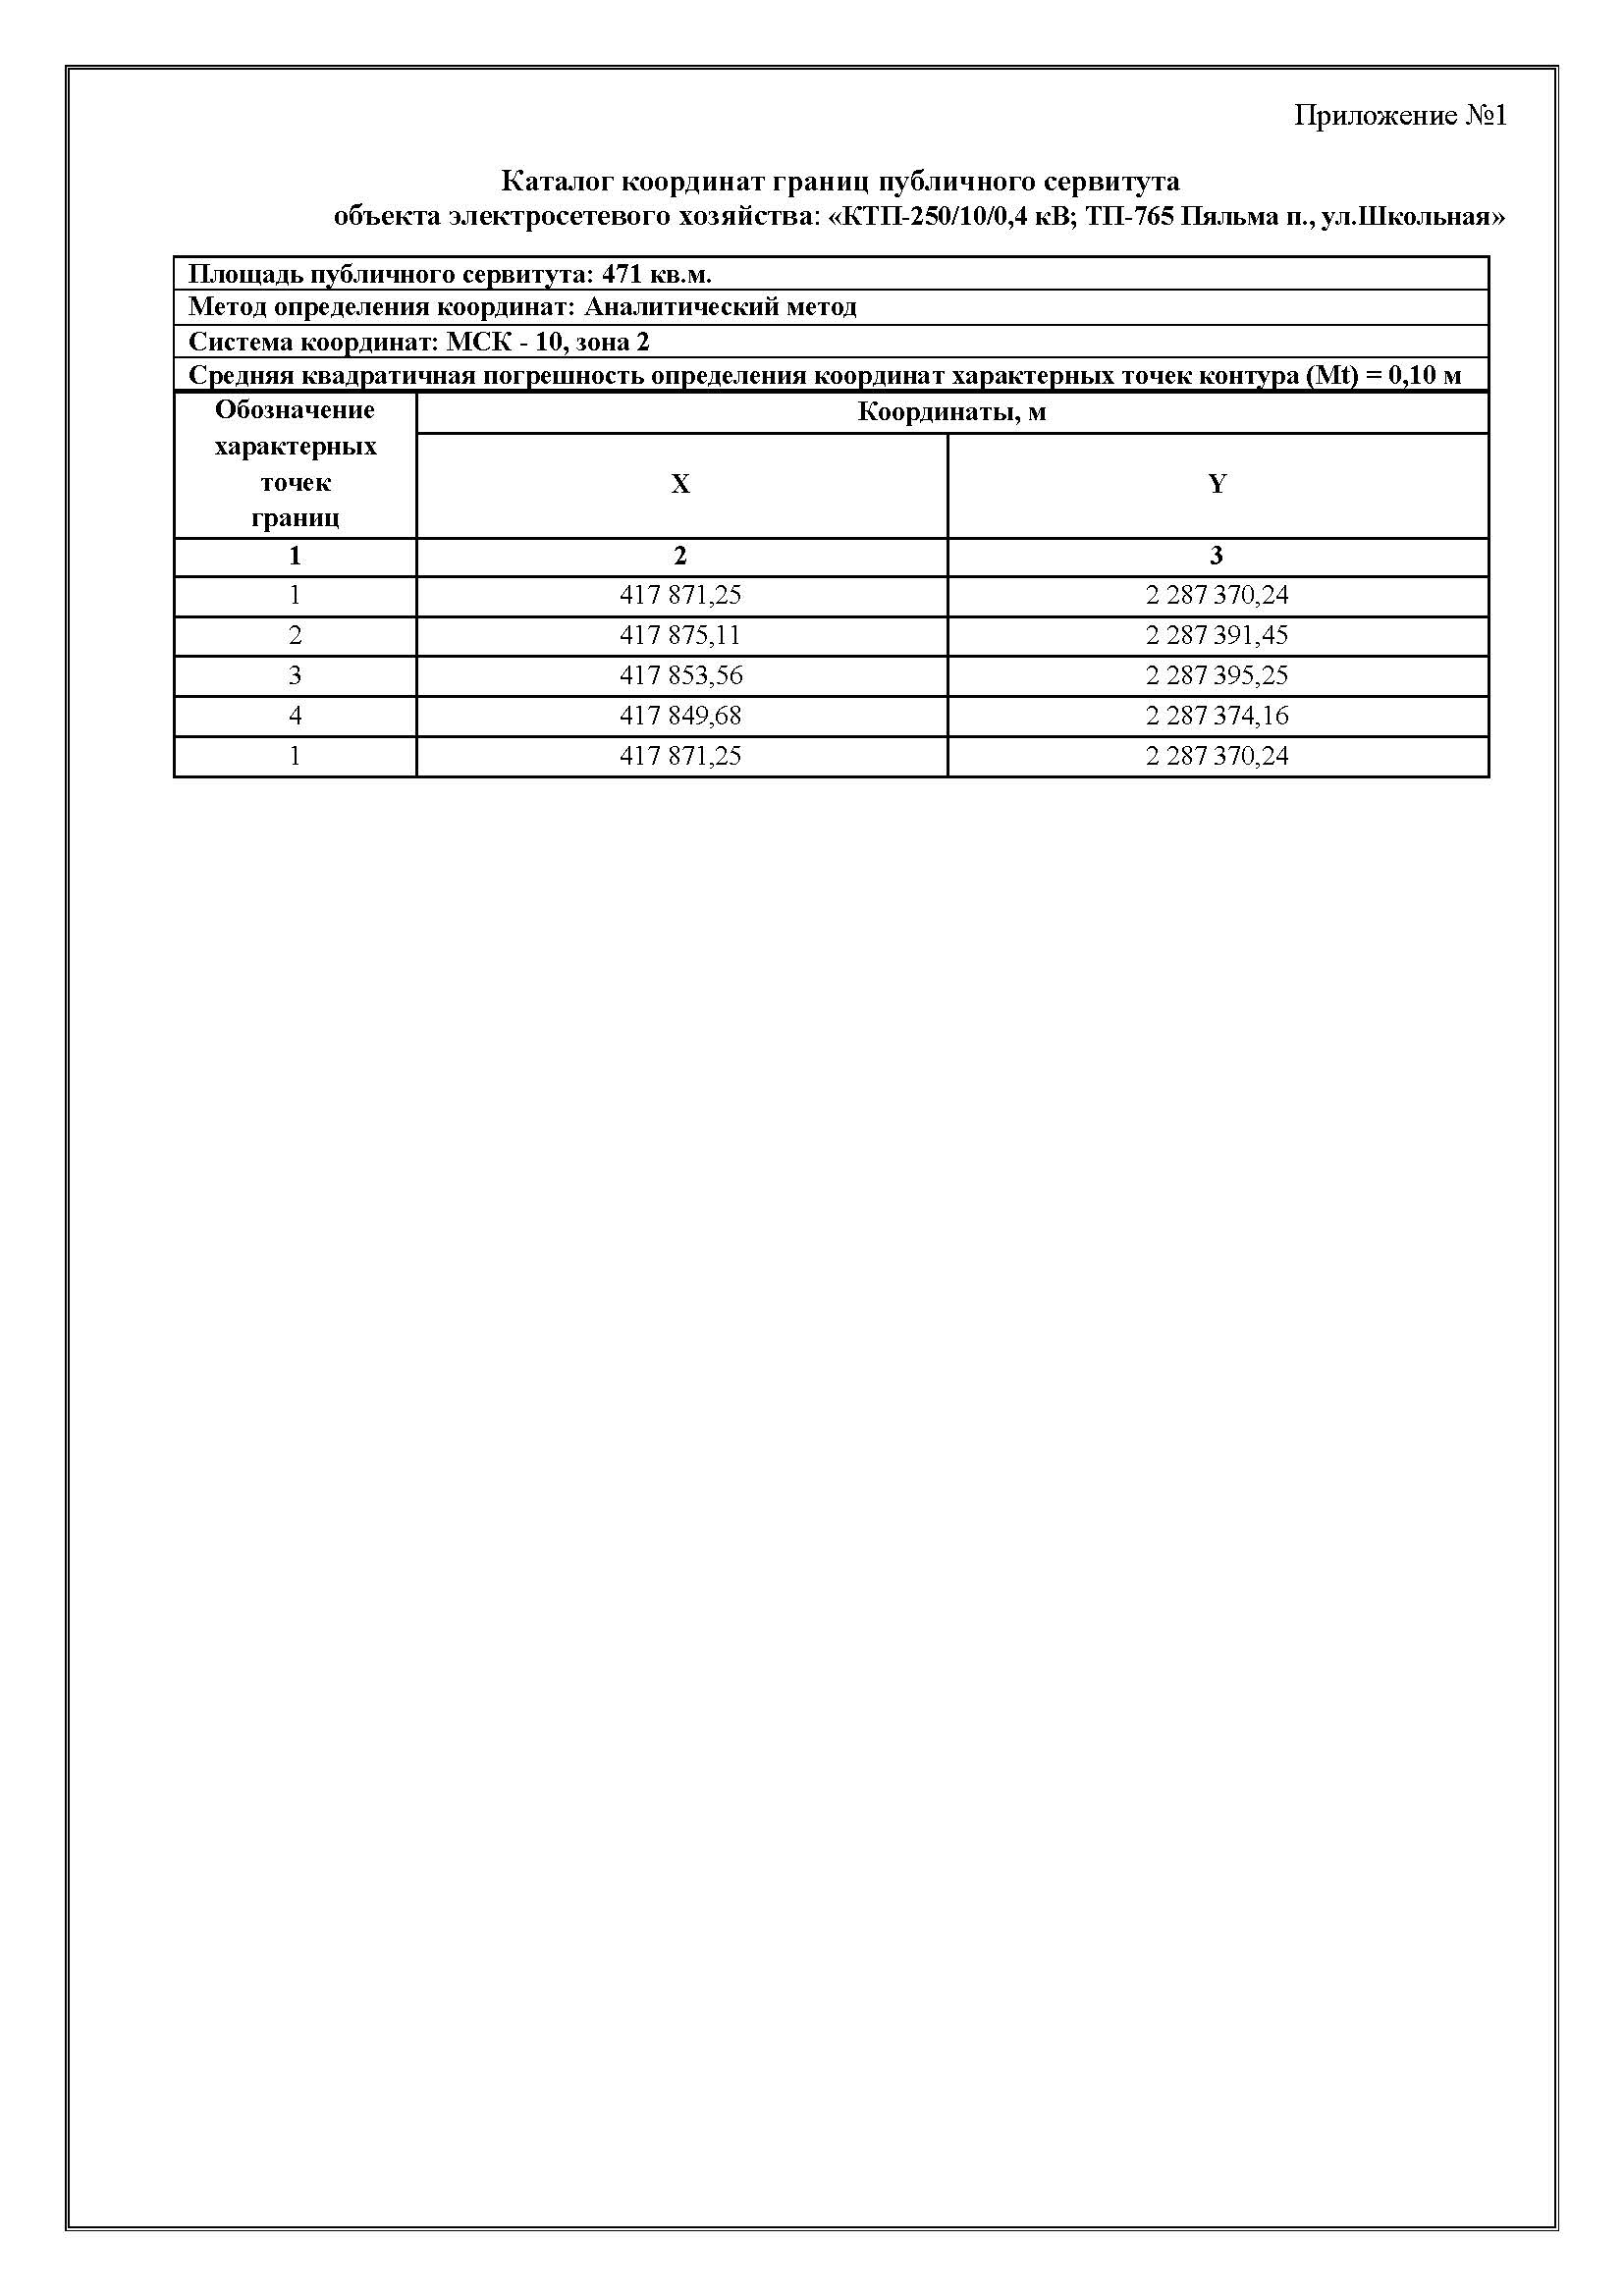 Приложение №1
Каталог координат границ публичного сервитута
объекта электросетевого хозяйства: «КТП-250/10/0,4 кВ; ТП-765 Пяльма п., ул.Школьная»
Площадь публичного сервитута: 471 кв.м.
Метод определения координат: Аналитический метод
Система координат: МСК - 10, зона 2
Средняя квадратичная погрешность определения координат характерных точек контура (Mt) = 0,10 м
Обозначение
характерных
точек
границ
Координаты, м
X Y
1 2 3
1 417 871,25 2 287 370,24
2 417 875,11 2 287 391,45
3 417 853,56 2 287 395,25
4 417 849,68 2 287 374,16
1 417 871,25 2 287 370,24